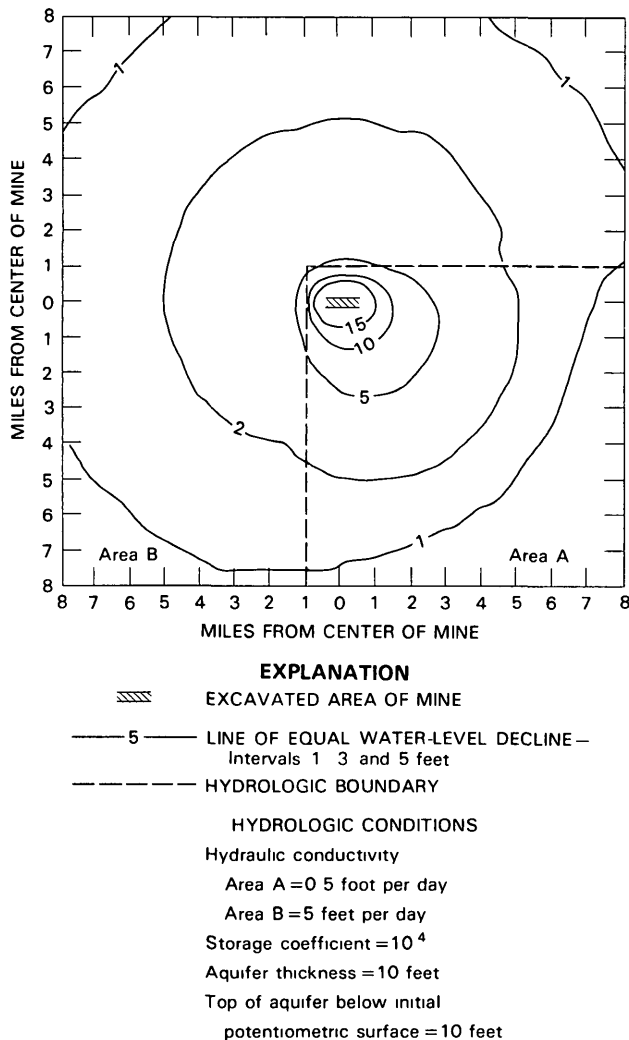 8
7
6
5
4
3
2
1
0
1
2
3
4
5
6
7
8
MILES FROM CENTER OF MINE
1
1
15
10
5
2
1
Area B
Area A
8 7 6 5 4 3 2 1 0 1 2 3 4 5 6 7 8
MILES FROM CENTER OF MINE
EXPLANATION
EXCAVATED AREA OF MINE
5 LINE OF EQUAL WATER-LEVEL DECLINE—
Intervals 1 3 and 5 feet
HYDROLOGIC BOUNDARY
HYDROLOGIC CONDITIONS
Hydraulic conductivity
Area A = 0 5 foot per day
Area B = 5 feet per day
Storage coefficient = 10⁴
Aquifer thickness = 10 feet
Top of aquifer below initial
potentiometric surface = 10 feet